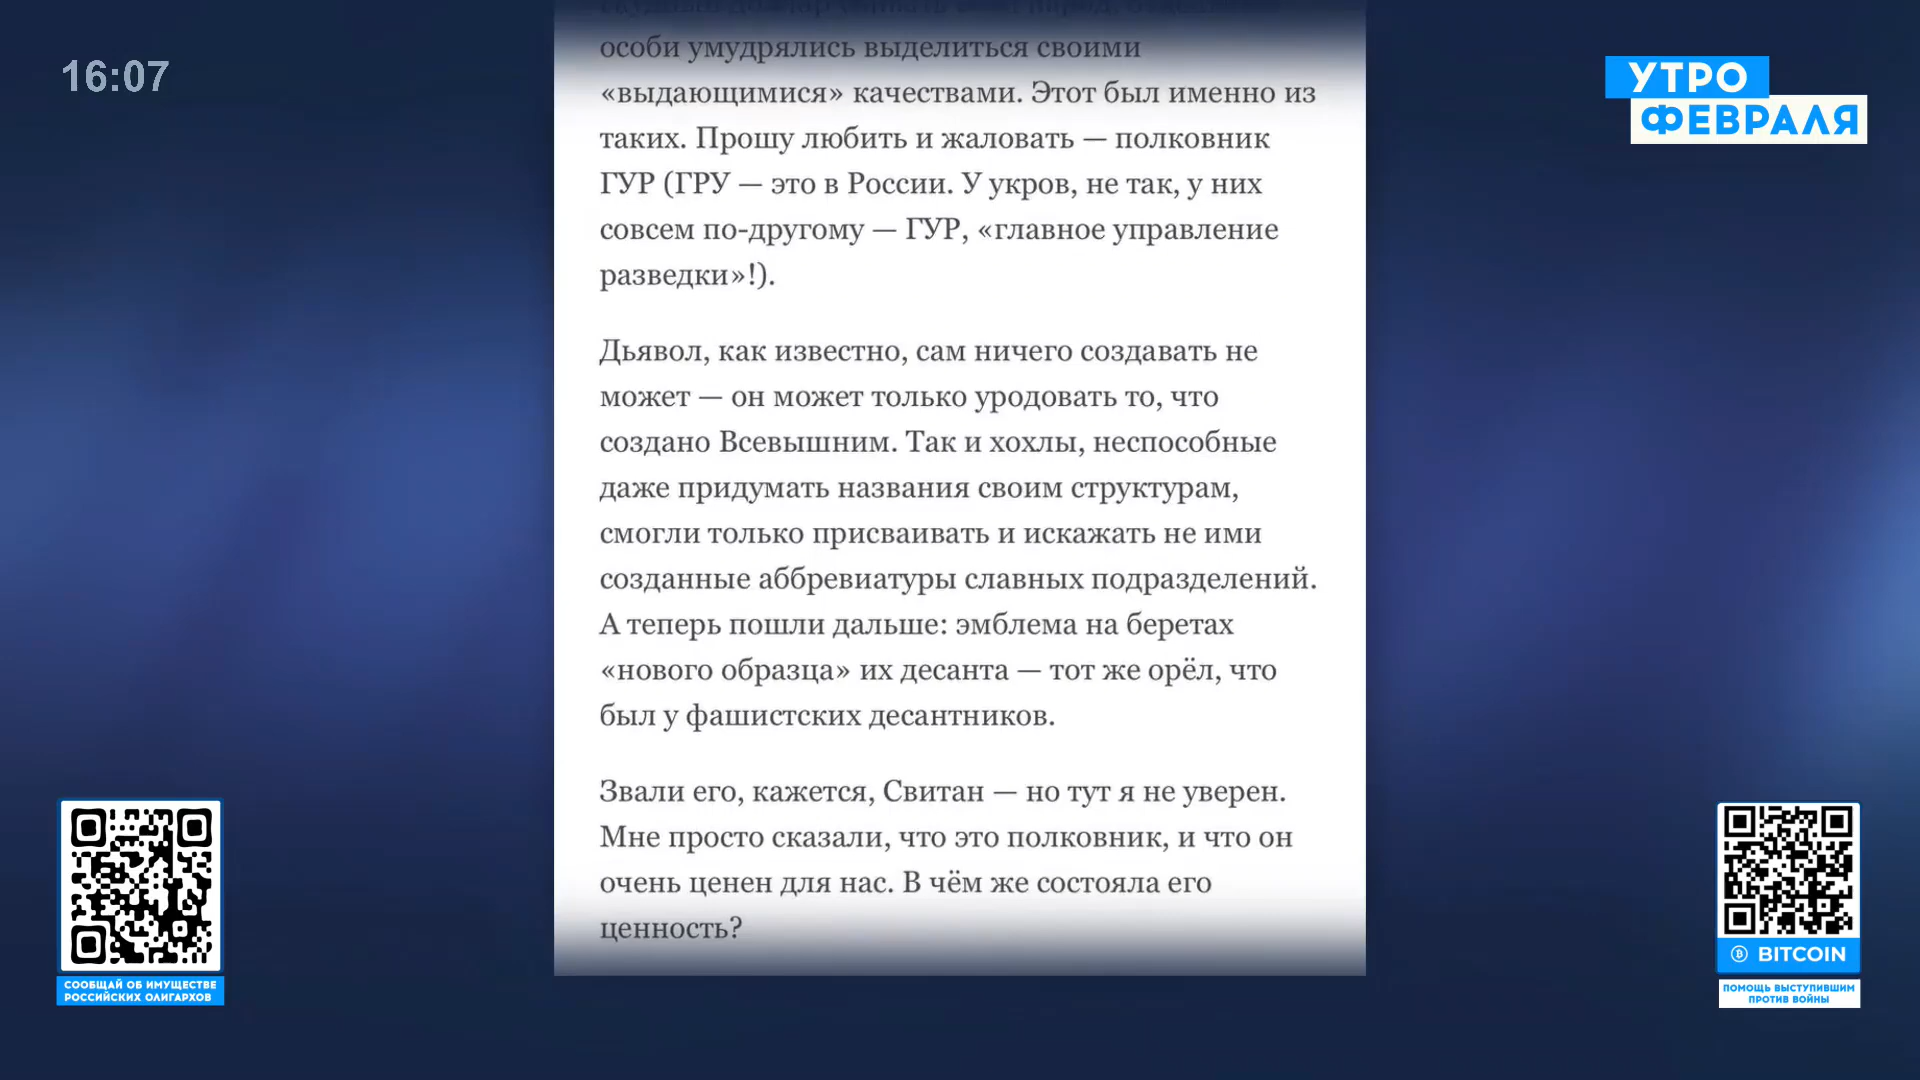 16:07
УТРО
ФЕВРАЛЯ
особи умудрялись выделиться своими
«выдающимися» качествами. Этот был именно из
таких. Прошу любить и жаловать — полковник
ГУР (ГРУ — это в России. У укров, не так, у них
совсем по-другому — ГУР, «главное управление
разведки»!).
Дьявол, как известно, сам ничего создавать не
может — он может только уродовать то, что
создано Всевышним. Так и хохлы, неспособные
даже придумать названия своим структурам,
смогли только присваивать и искажать не ими
созданные аббревиатуры славных подразделений.
А теперь пошли дальше: эмблема на беретах
«нового образца» их десанта — тот же орёл, что
был у фашистских десантников.
Звали его, кажется, Свитан — но тут я не уверен.
Мне просто сказали, что это полковник, и что он
очень ценен для нас. В чём же состояла его
ценность?
СООБЩАЙ ОБ ИМУЩЕСТВЕ
РОССИЙСКИХ ОЛИГАРХОВ
BITCOIN
ПОМОЩЬ ВЫСТУПИВШИМ
ПРОТИВ ВОЙНЫ